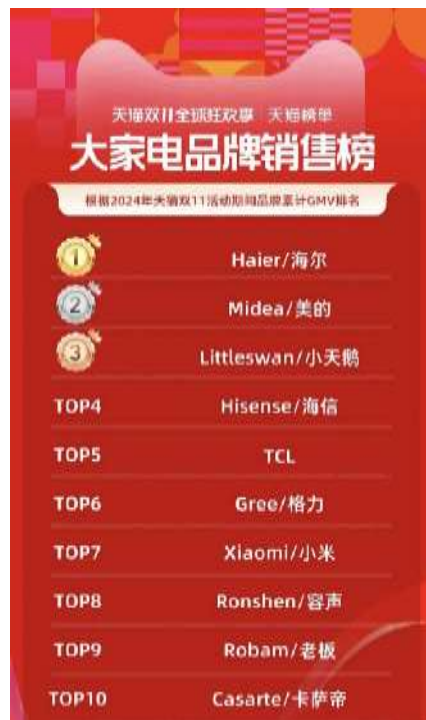 天猫双11全球狂欢季 天猫榜单
大家电品牌销售榜
根据2024年天猫双11活动期间品牌累计GMV排名
1 Haier/海尔
2 Midea/美的
3 Littleswan/小天鹅
TOP4 Hisense/海信
TOP5 TCL
TOP6 Gree/格力
TOP7 Xiaomi/小米
TOP8 Ronshen/容声
TOP9 Robam/老板
TOP10 Casarte/卡萨帝